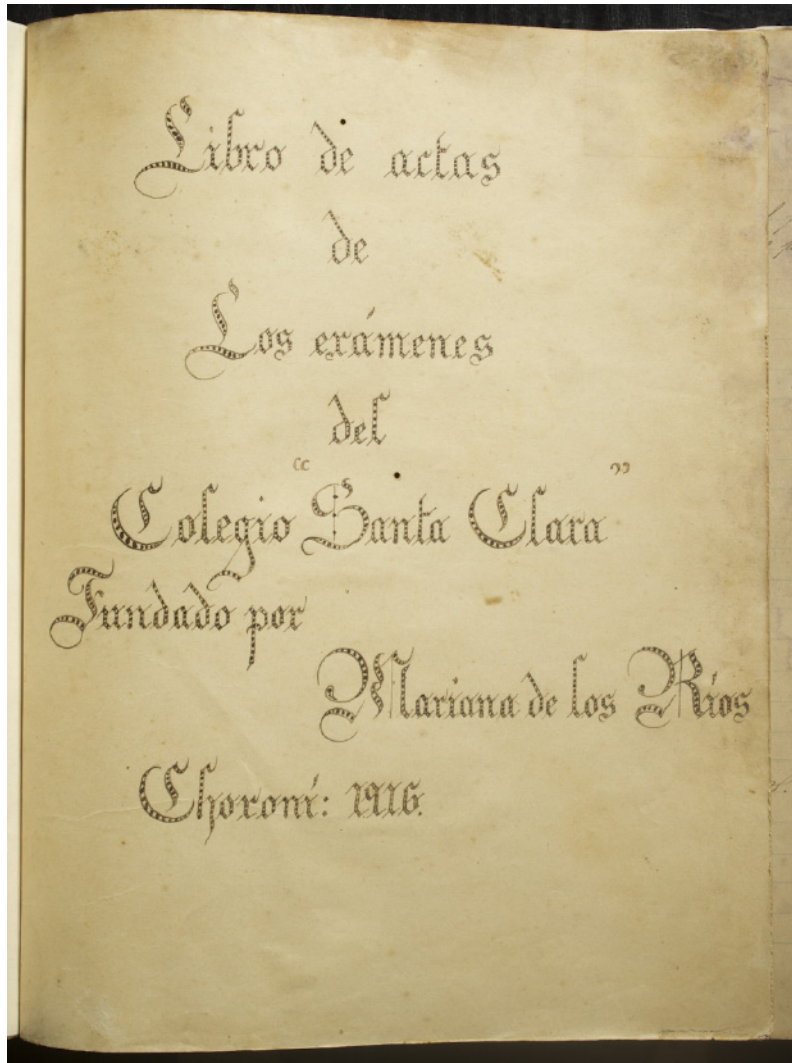 Libro de actas
de
Los exámenes
del
Colegio "Santa Clara"
Fundado por
Mariana de los Ríos
Choroní: 1916.